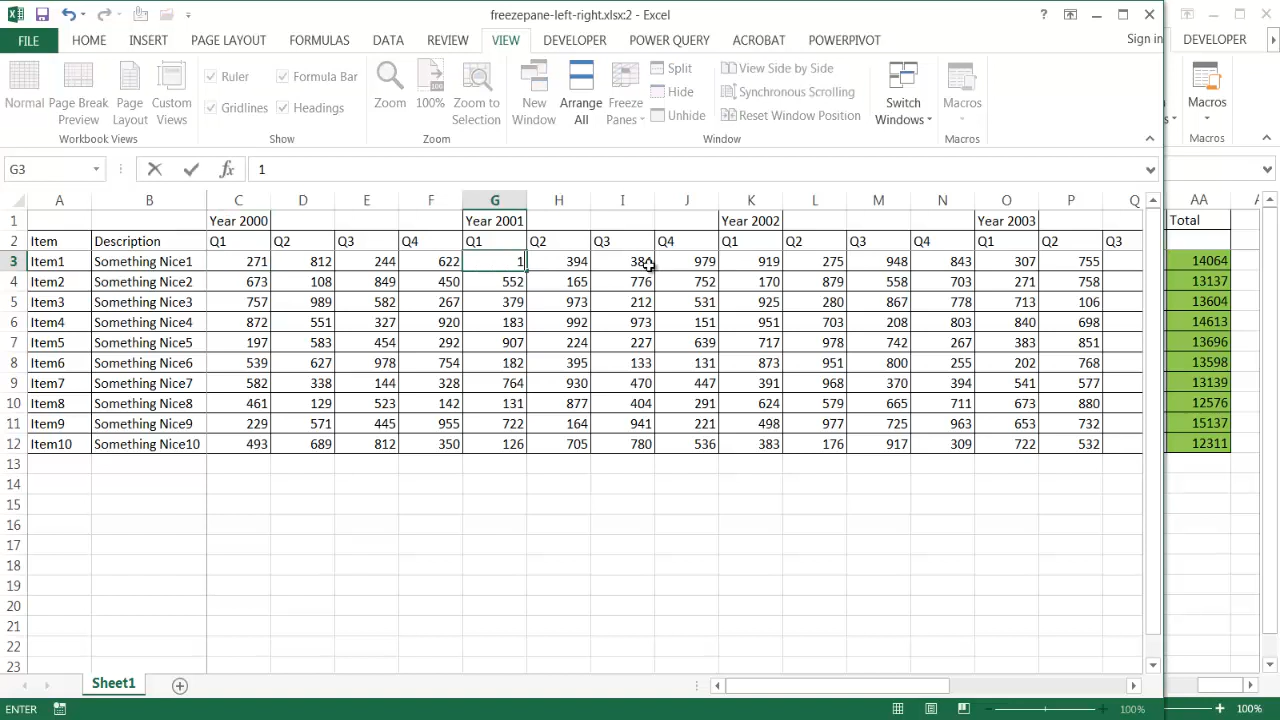 freezepane-left-right.xlsx:2 - Excel
FILE HOME INSERT PAGE LAYOUT FORMULAS DATA REVIEW VIEW DEVELOPER POWER QUERY ACROBAT POWERPIVOT Sign in DEVELOPER
Normal Page Break Preview Page Layout Custom Views
Ruler Formula Bar
Gridlines Headings
Zoom 100% Zoom to Selection
New Window Arrange All Freeze Panes
Split
Hide
Unhide
View Side by Side
Synchronous Scrolling
Reset Window Position
Switch Windows
Macros
Macros
Workbook Views Show Zoom Window Macros Macros
G3 fx 1
A B C D E F G H I J K L M N O P Q AA
1 Year 2000 Year 2001 Year 2002 Year 2003 Total
2 Item Description Q1 Q2 Q3 Q4 Q1 Q2 Q3 Q4 Q1 Q2 Q3 Q4 Q1 Q2 Q3
3 Item1 Something Nice1 271 812 244 622 1 394 979 919 275 948 843 307 755 14064
4 Item2 Something Nice2 673 108 849 450 552 165 776 752 170 879 558 703 271 758 13137
5 Item3 Something Nice3 757 989 582 267 379 973 212 531 925 280 867 778 713 106 13604
6 Item4 Something Nice4 872 551 327 920 183 992 973 151 951 703 208 803 840 698 14613
7 Item5 Something Nice5 197 583 454 292 907 224 227 639 717 978 742 267 383 851 13696
8 Item6 Something Nice6 539 627 978 754 182 395 133 131 873 951 800 255 202 768 13598
9 Item7 Something Nice7 582 338 144 328 764 930 470 447 391 968 370 394 541 577 13139
10 Item8 Something Nice8 461 129 523 142 131 877 404 291 624 579 665 711 673 880 12576
11 Item9 Something Nice9 229 571 445 955 722 164 941 221 498 977 725 963 653 732 15137
12 Item10 Something Nice10 493 689 812 350 126 705 780 536 383 176 917 309 722 532 12311
13
14
15
16
17
18
19
20
21
22
23
Sheet1
ENTER 100% 100%